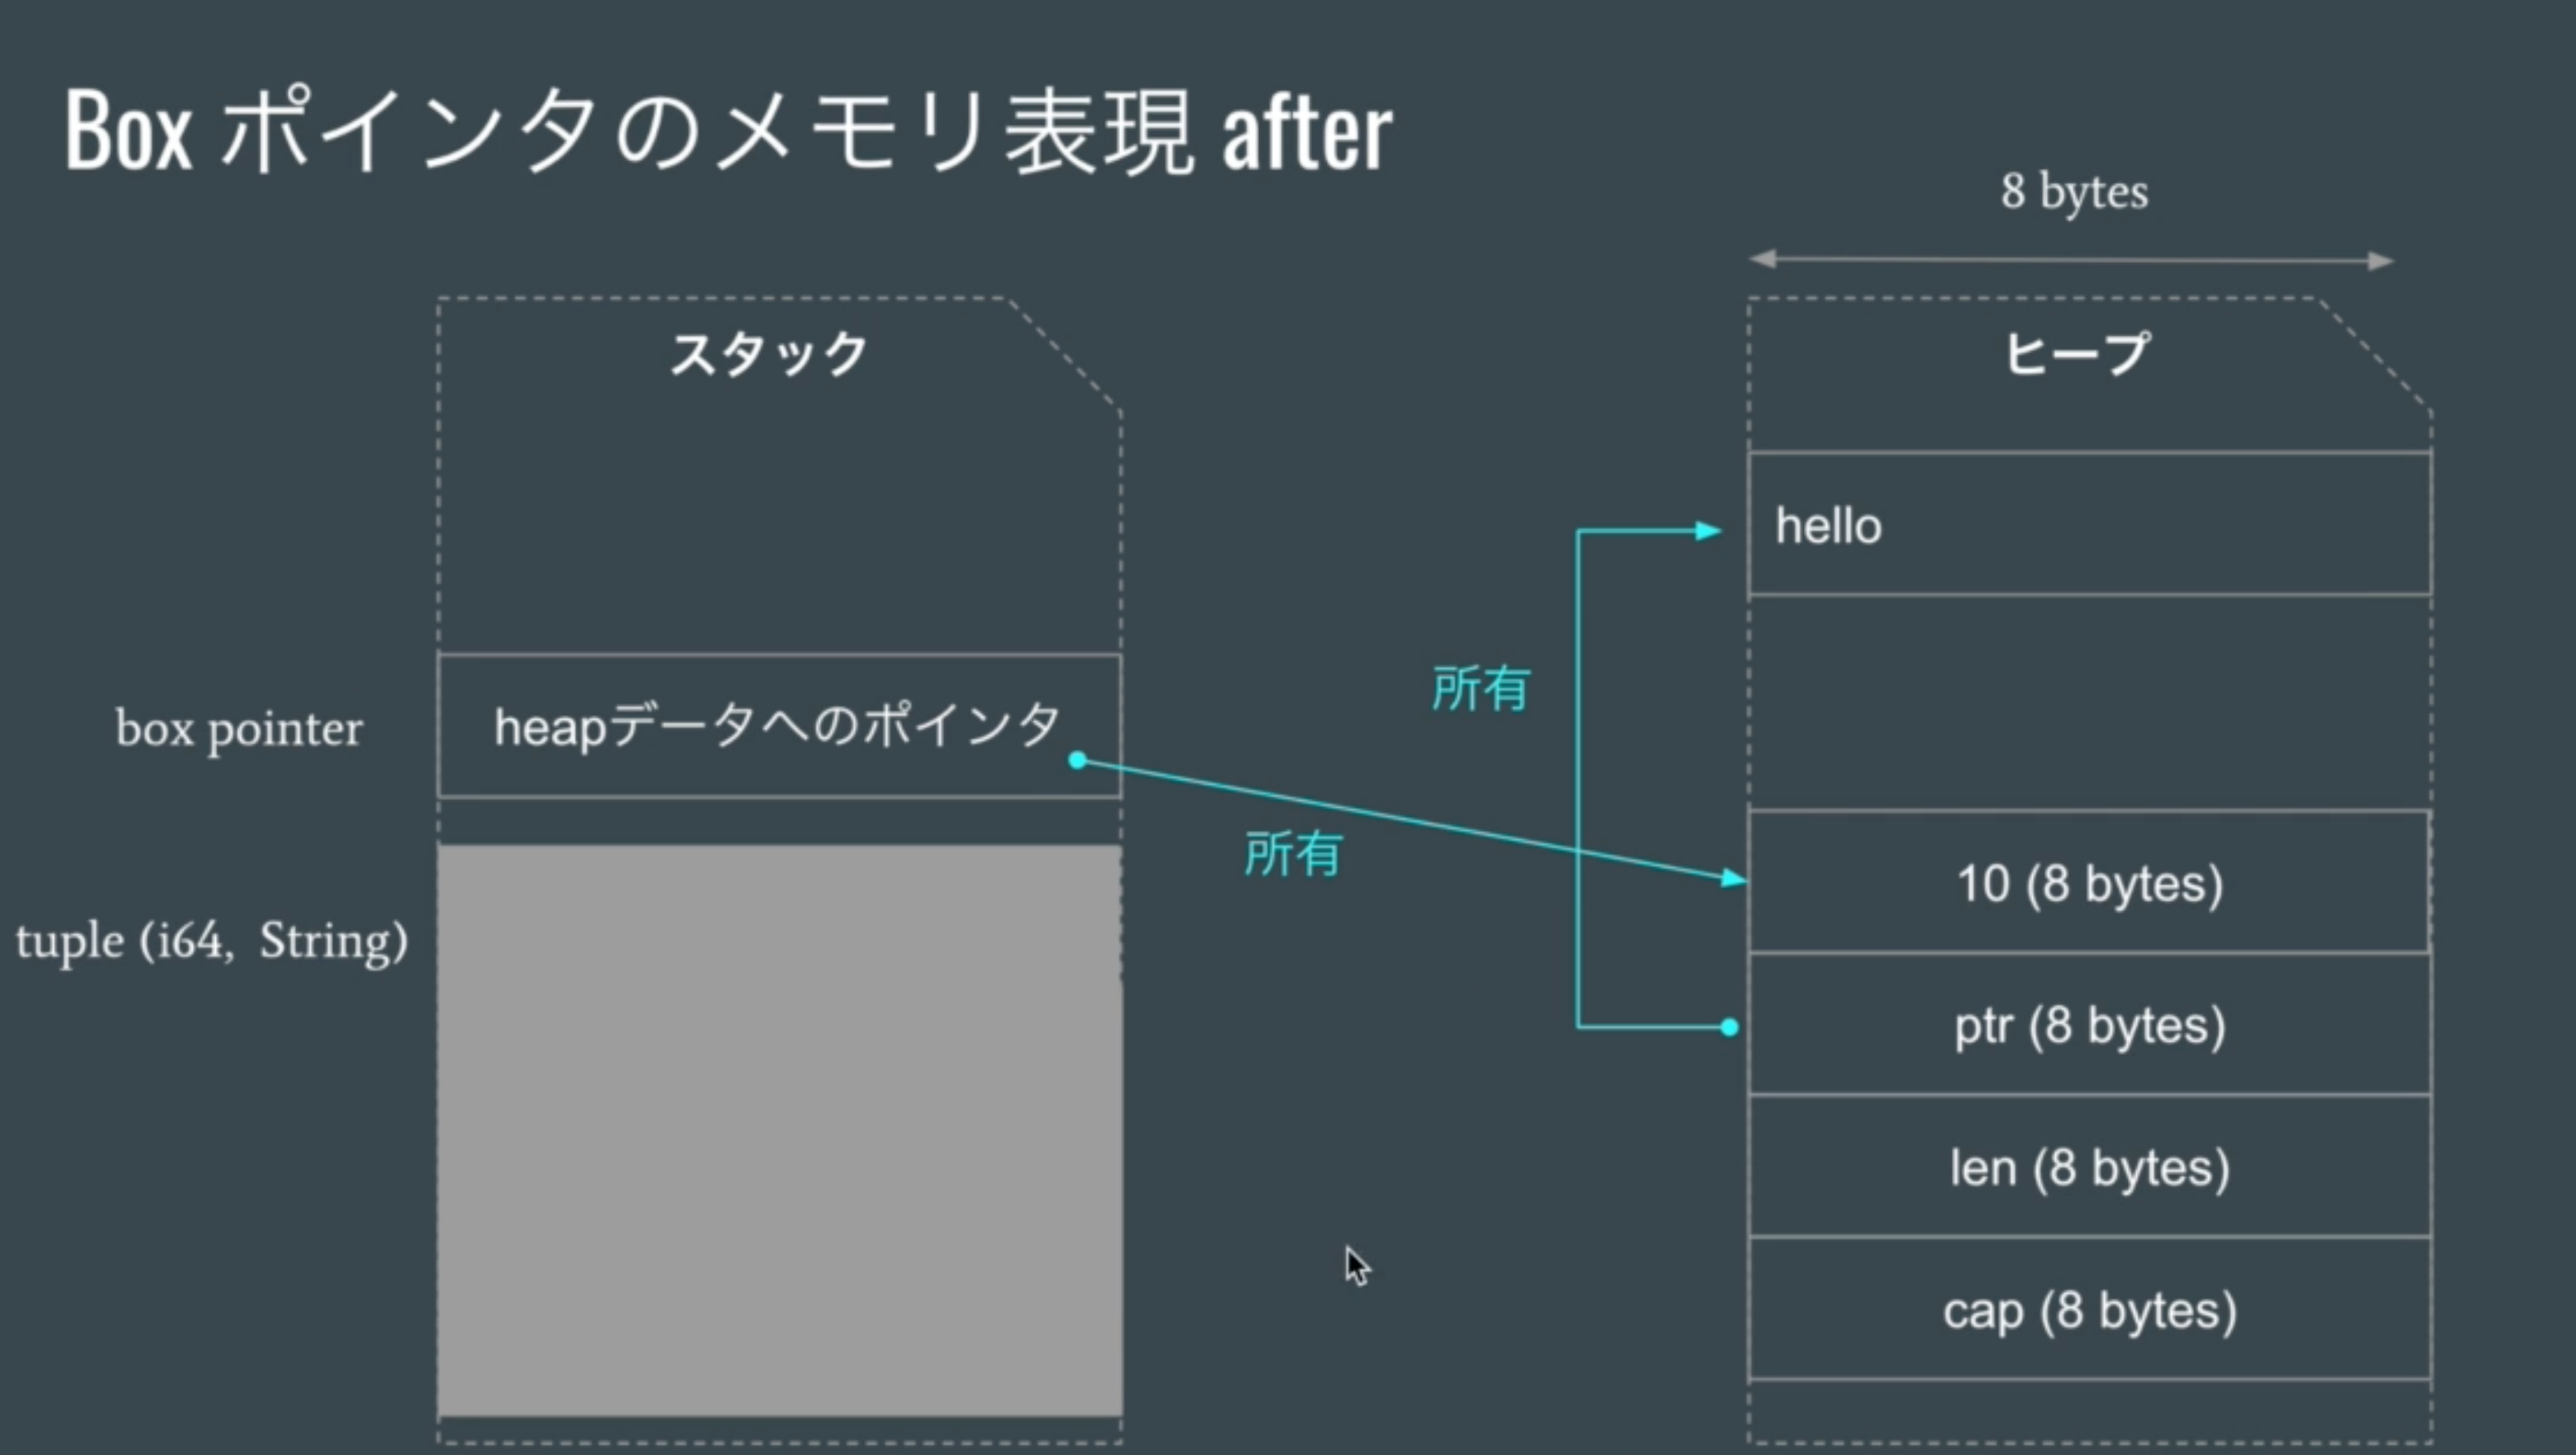 Box ポインタのメモリ表現 after
8 bytes
スタック
ヒープ
hello
所有
box pointer
heapデータへのポインタ
所有
10 (8 bytes)
tuple (i64, String)
ptr (8 bytes)
len (8 bytes)
cap (8 bytes)